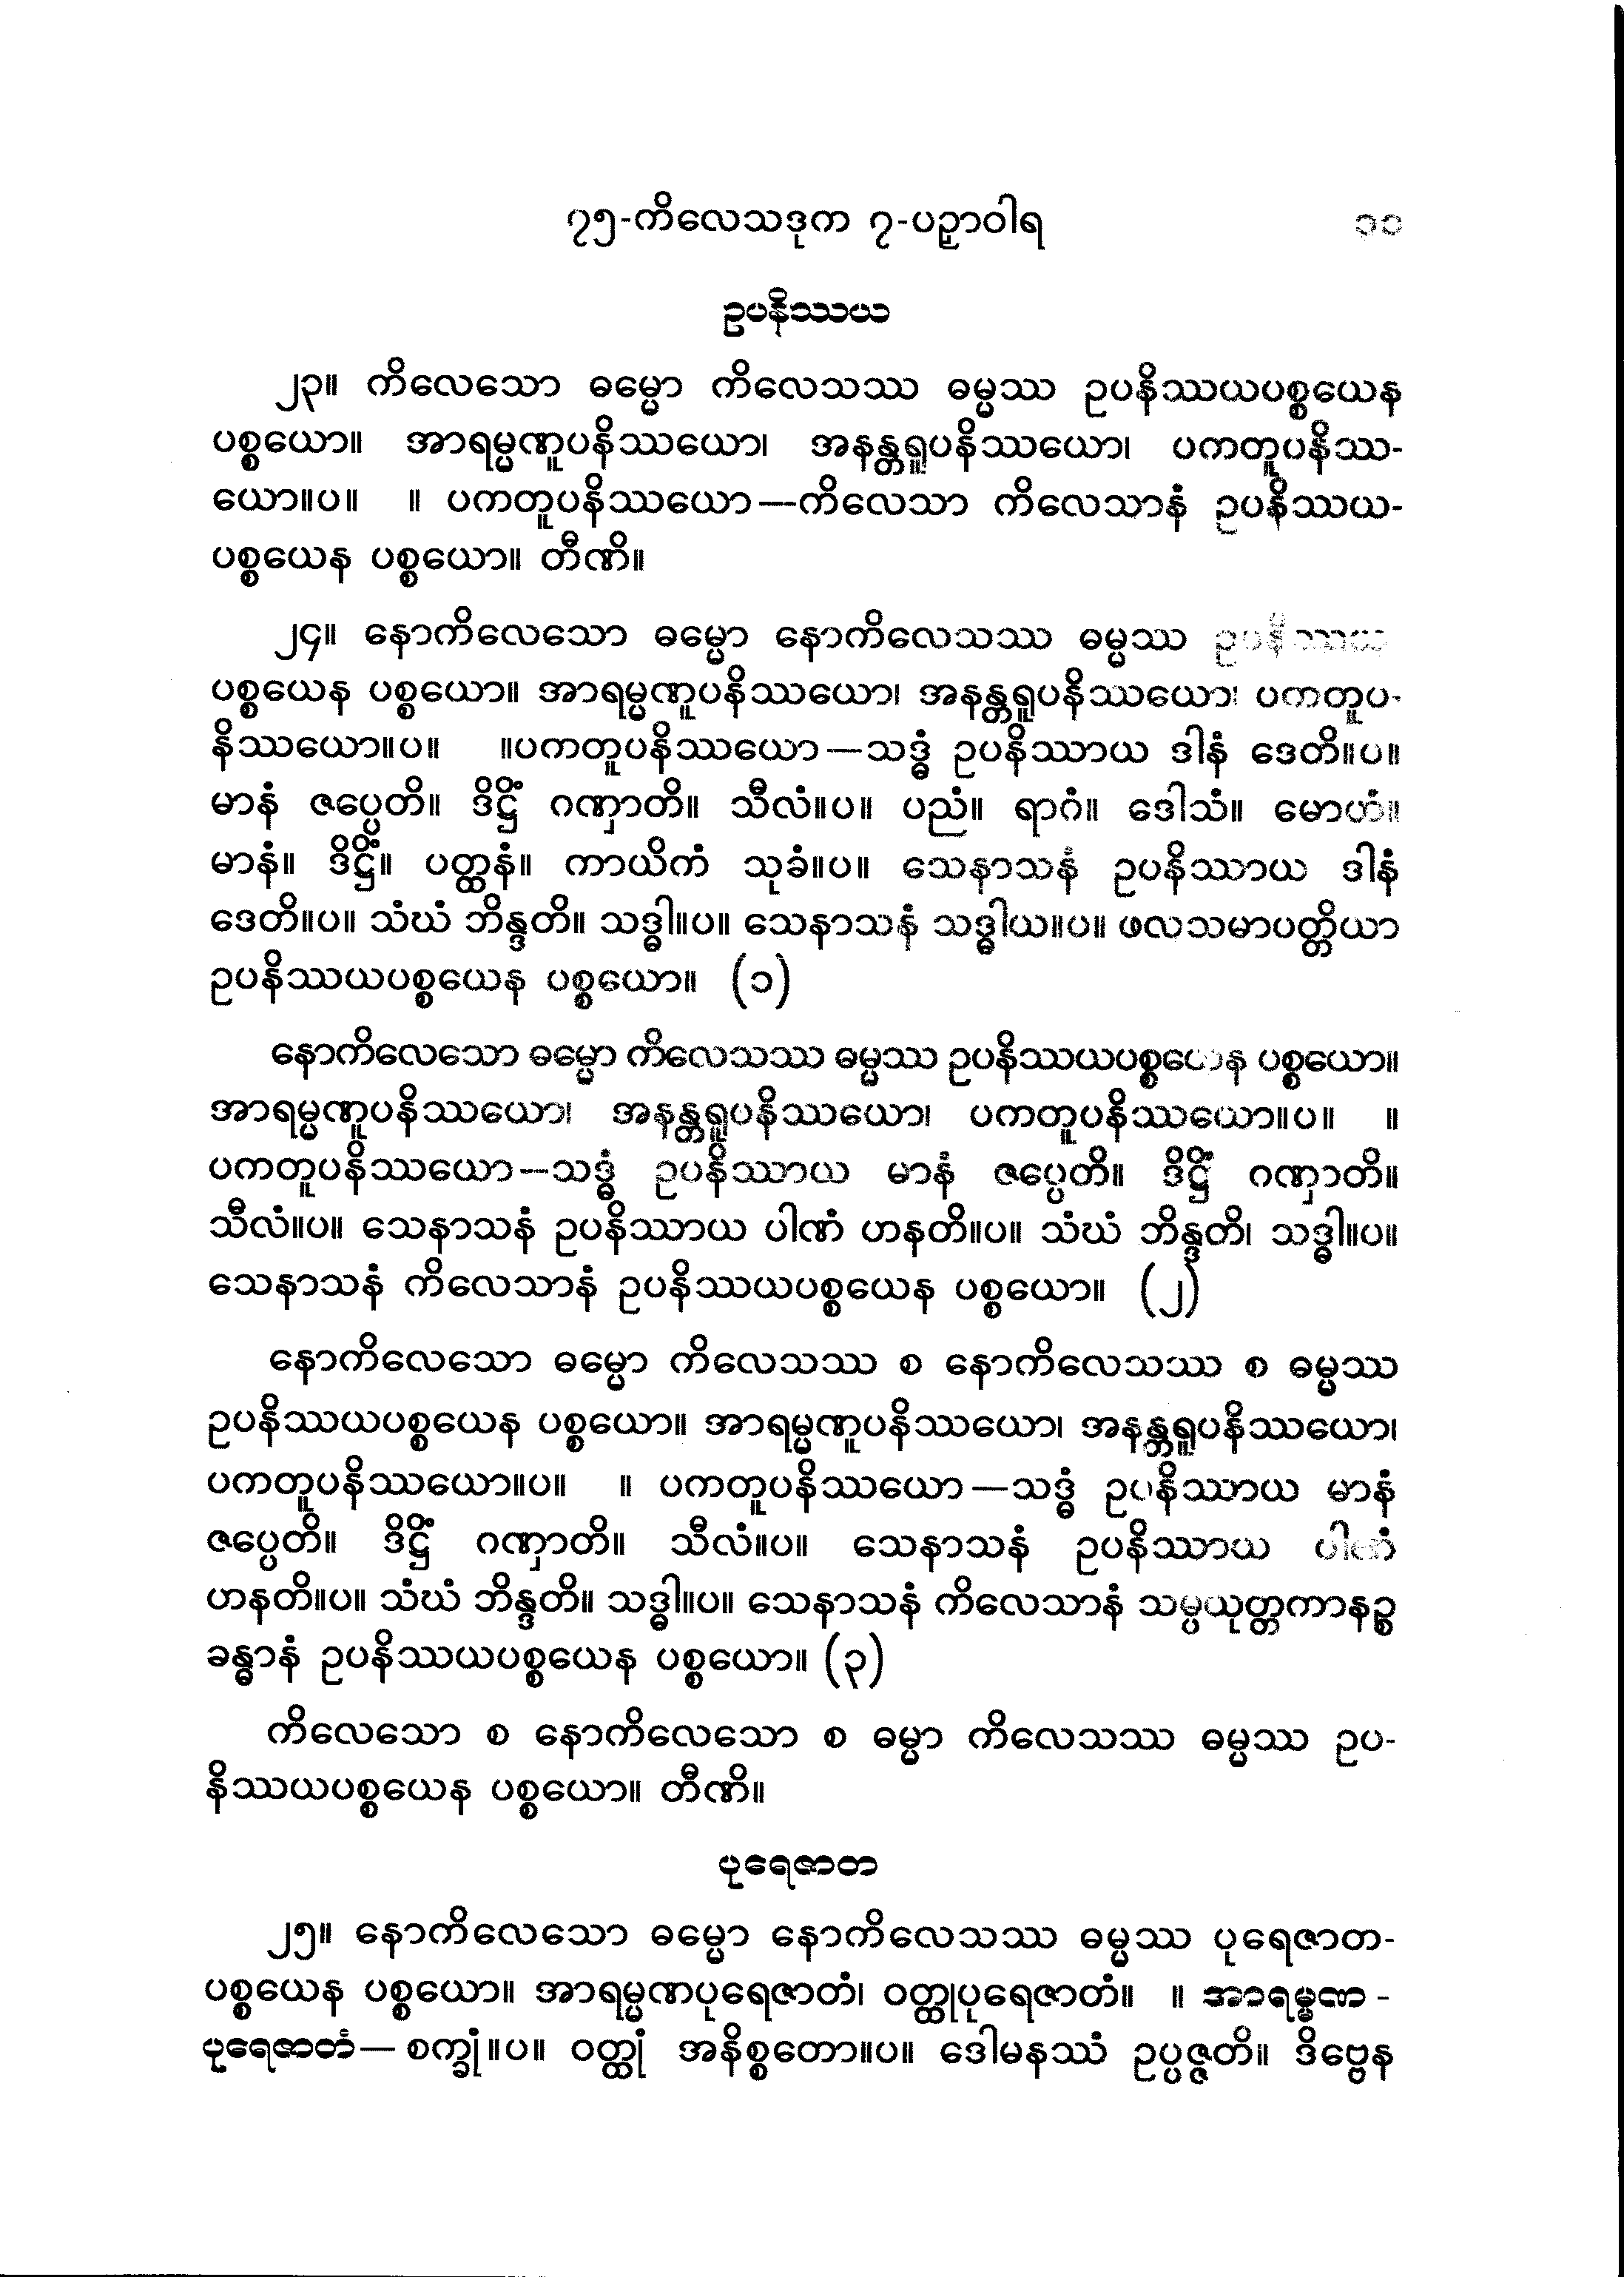 ၇၅-ကိလေသဒုက ၇-ပဉှာဝါရ ၁၁
ဥပနိဿယ
၂၃။ ကိလေသော ဓမ္မော ကိလေသဿ ဓမ္မဿ ဥပနိဿယပစ္စယေန
ပစ္စယော။ အာရမ္မဏူပနိဿယော၊ အနန္တရူပနိဿယော၊ ပကတူပနိဿ-
ယော။ပ။ ။ ပကတူပနိဿယော—ကိလေသာ ကိလေသာနံ ဥပနိဿယ-
ပစ္စယေန ပစ္စယော။ တီဏိ။
၂၄။ နောကိလေသော ဓမ္မော နောကိလေသဿ ဓမ္မဿ ဥပနိဿယ
ပစ္စယေန ပစ္စယော။ အာရမ္မဏူပနိဿယော၊ အနန္တရူပနိဿယော၊ ပကတူပ-
နိဿယော။ပ။ ။ပကတူပနိဿယော—သဒ္ဓံ ဥပနိဿာယ ဒါနံ ဒေတိ။ပ။
မာနံ ဇပ္ပေတိ။ ဒိဋ္ဌိံ ဂဏှာတိ။ သီလံ။ပ။ ပညံ။ ရာဂံ။ ဒေါသံ။ မောဟံ။
မာနံ။ ဒိဋ္ဌိံ။ ပတ္ထနံ။ ကာယိကံ သုခံ။ပ။ သေနာသနံ ဥပနိဿာယ ဒါနံ
ဒေတိ။ပ။ သံဃံ ဘိန္ဒတိ။ သဒ္ဓါ။ပ။ သေနာသနံ သဒ္ဓါယ။ပ။ ဖလသမာပတ္တိယာ
ဥပနိဿယပစ္စယေန ပစ္စယော။ (၁)
နောကိလေသော ဓမ္မော ကိလေသဿ ဓမ္မဿ ဥပနိဿယပစ္စယေန ပစ္စယော။
အာရမ္မဏူပနိဿယော၊ အနန္တရူပနိဿယော၊ ပကတူပနိဿယော။ပ။ ။
ပကတူပနိဿယော—သဒ္ဓံ ဥပနိဿာယ မာနံ ဇပ္ပေတိ။ ဒိဋ္ဌိံ ဂဏှာတိ။
သီလံ။ပ။ သေနာသနံ ဥပနိဿာယ ပါဏံ ဟနတိ။ပ။ သံဃံ ဘိန္ဒတိ၊ သဒ္ဓါ။ပ။
သေနာသနံ ကိလေသာနံ ဥပနိဿယပစ္စယေန ပစ္စယော။ (၂)
နောကိလေသော ဓမ္မော ကိလေသဿ စ နောကိလေသဿ စ ဓမ္မဿ
ဥပနိဿယပစ္စယေန ပစ္စယော။ အာရမ္မဏူပနိဿယော၊ အနန္တရူပနိဿယော၊
ပကတူပနိဿယော။ပ။ ။ ပကတူပနိဿယော—သဒ္ဓံ ဥပနိဿာယ မာနံ
ဇပ္ပေတိ။ ဒိဋ္ဌိံ ဂဏှာတိ။ သီလံ။ပ။ သေနာသနံ ဥပနိဿာယ ပါဏံ
ဟနတိ။ပ။ သံဃံ ဘိန္ဒတိ။ သဒ္ဓါ။ပ။ သေနာသနံ ကိလေသာနံ သမ္ပယုတ္တကာနဉ္စ
ခန္ဓာနံ ဥပနိဿယပစ္စယေန ပစ္စယော။ (၃)
ကိလေသော စ နောကိလေသော စ ဓမ္မာ ကိလေသဿ ဓမ္မဿ ဥပ-
နိဿယပစ္စယေန ပစ္စယော။ တီဏိ။
ပုရေဇာတ
၂၅။ နောကိလေသော ဓမ္မော နောကိလေသဿ ဓမ္မဿ ပုရေဇာတ-
ပစ္စယေန ပစ္စယော။ အာရမ္မဏပုရေဇာတံ၊ ဝတ္ထုပုရေဇာတံ။ ။ အာရမ္မဏ-
ပုရေဇာတံ—စက္ခုံ။ပ။ ဝတ္ထုံ အနိစ္စတော။ပ။ ဒေါမနဿံ ဥပ္ပဇ္ဇတိ။ ဒိဗ္ဗေန